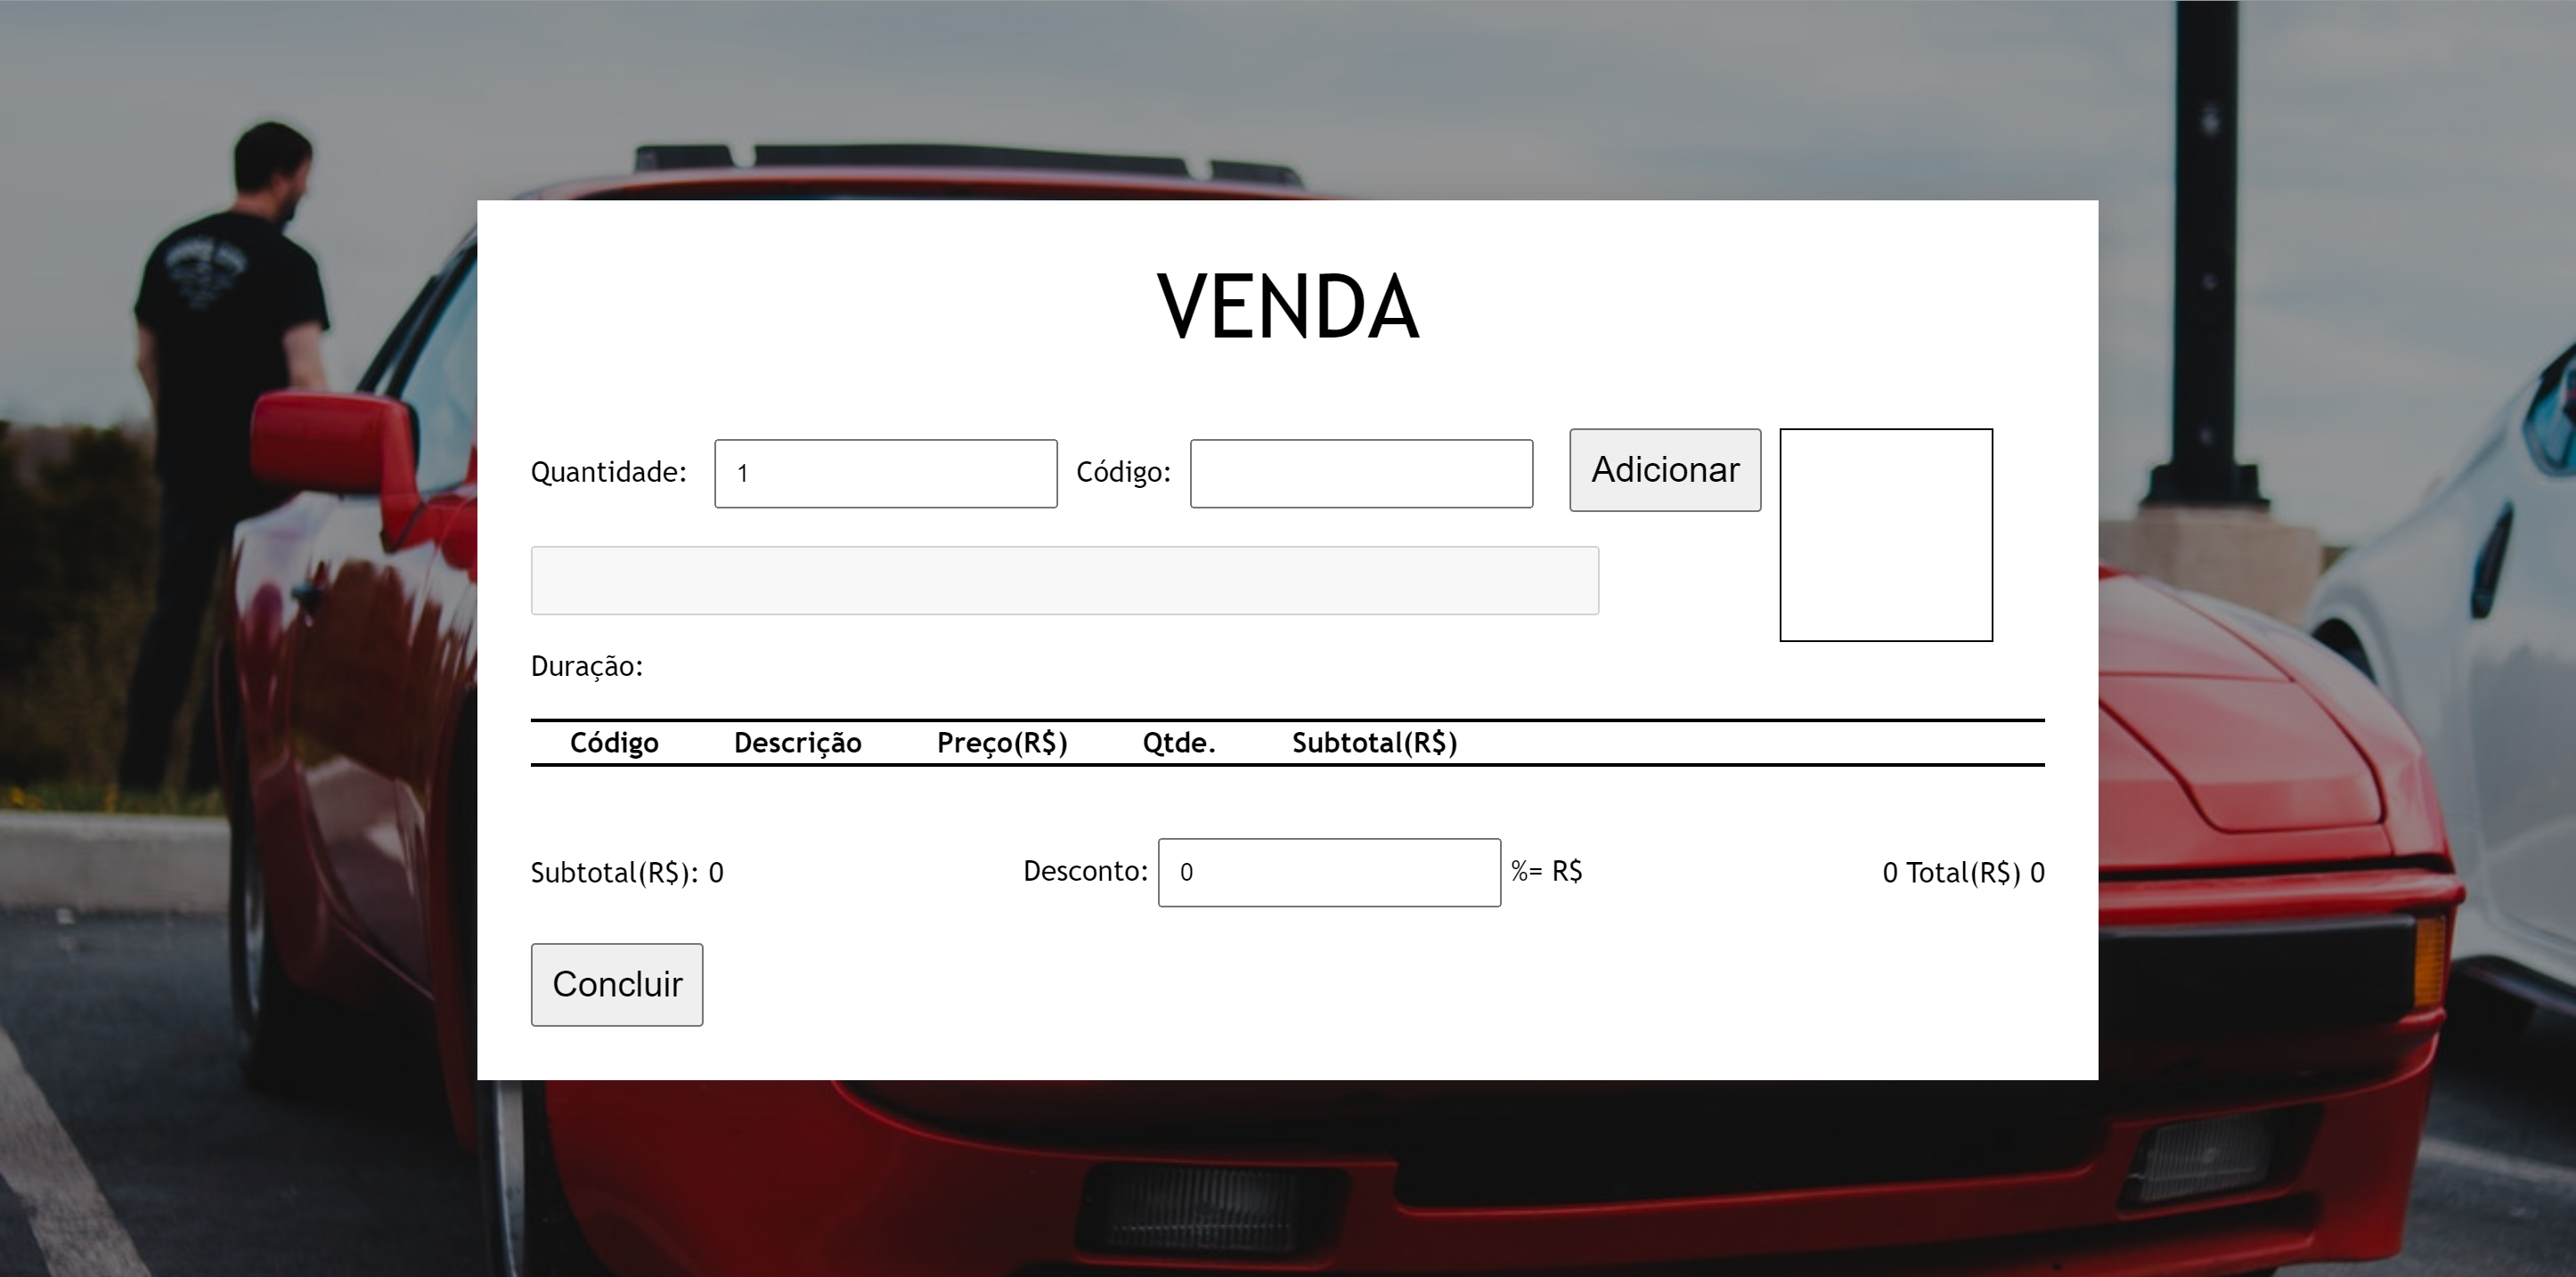 VENDA
Quantidade: 1 Código: Adicionar
Duração:
Código Descrição Preço(R$) Qtde. Subtotal(R$)
Subtotal(R$): 0 Desconto: 0 %= R$ 0 Total(R$) 0
Concluir